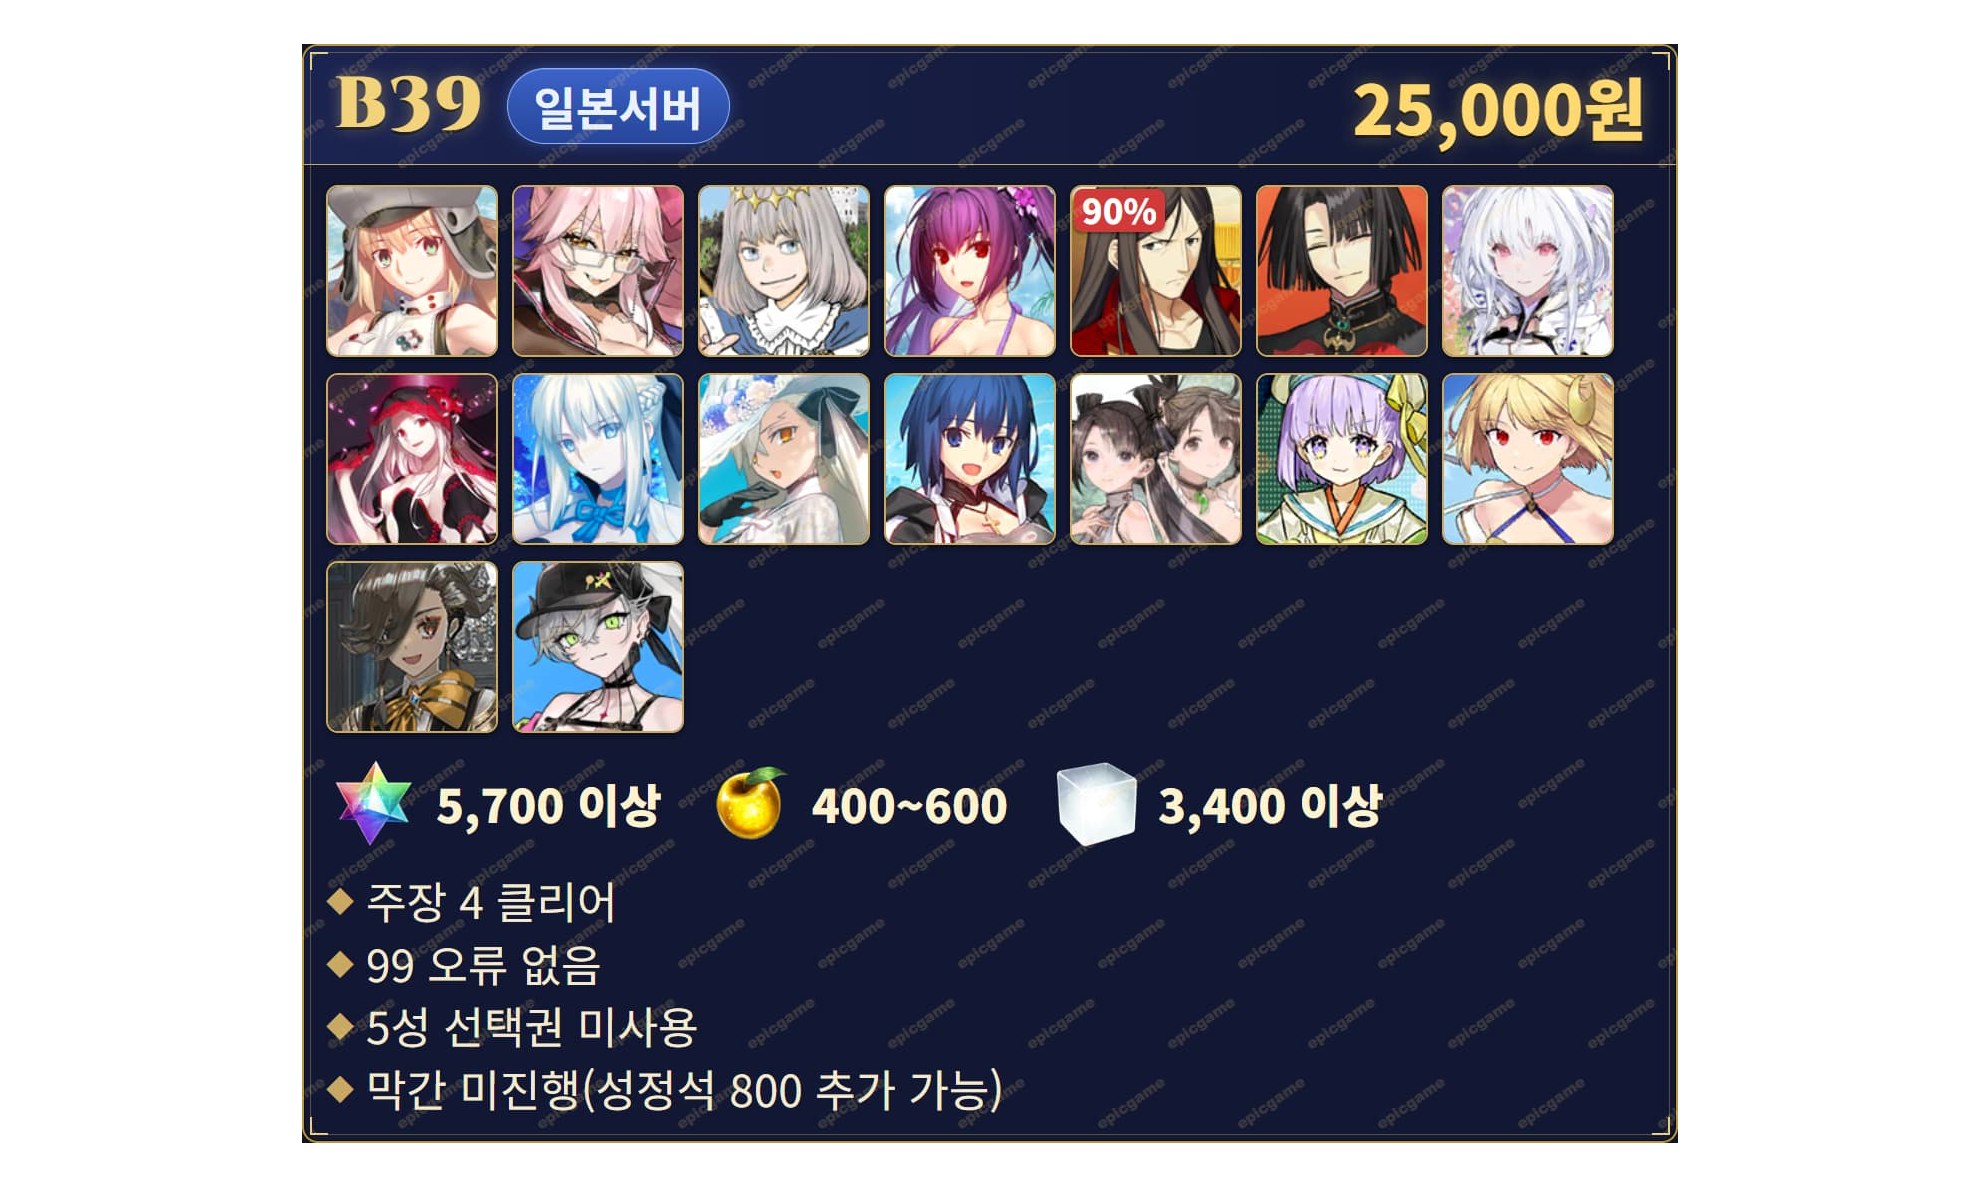 B39 일본서버 25,000원
90%
5,700 이상 400~600 3,400 이상
주장 4 클리어
99 오류 없음
5성 선택권 미사용
막간 미진행(성정석 800 추가 가능)
epicgame